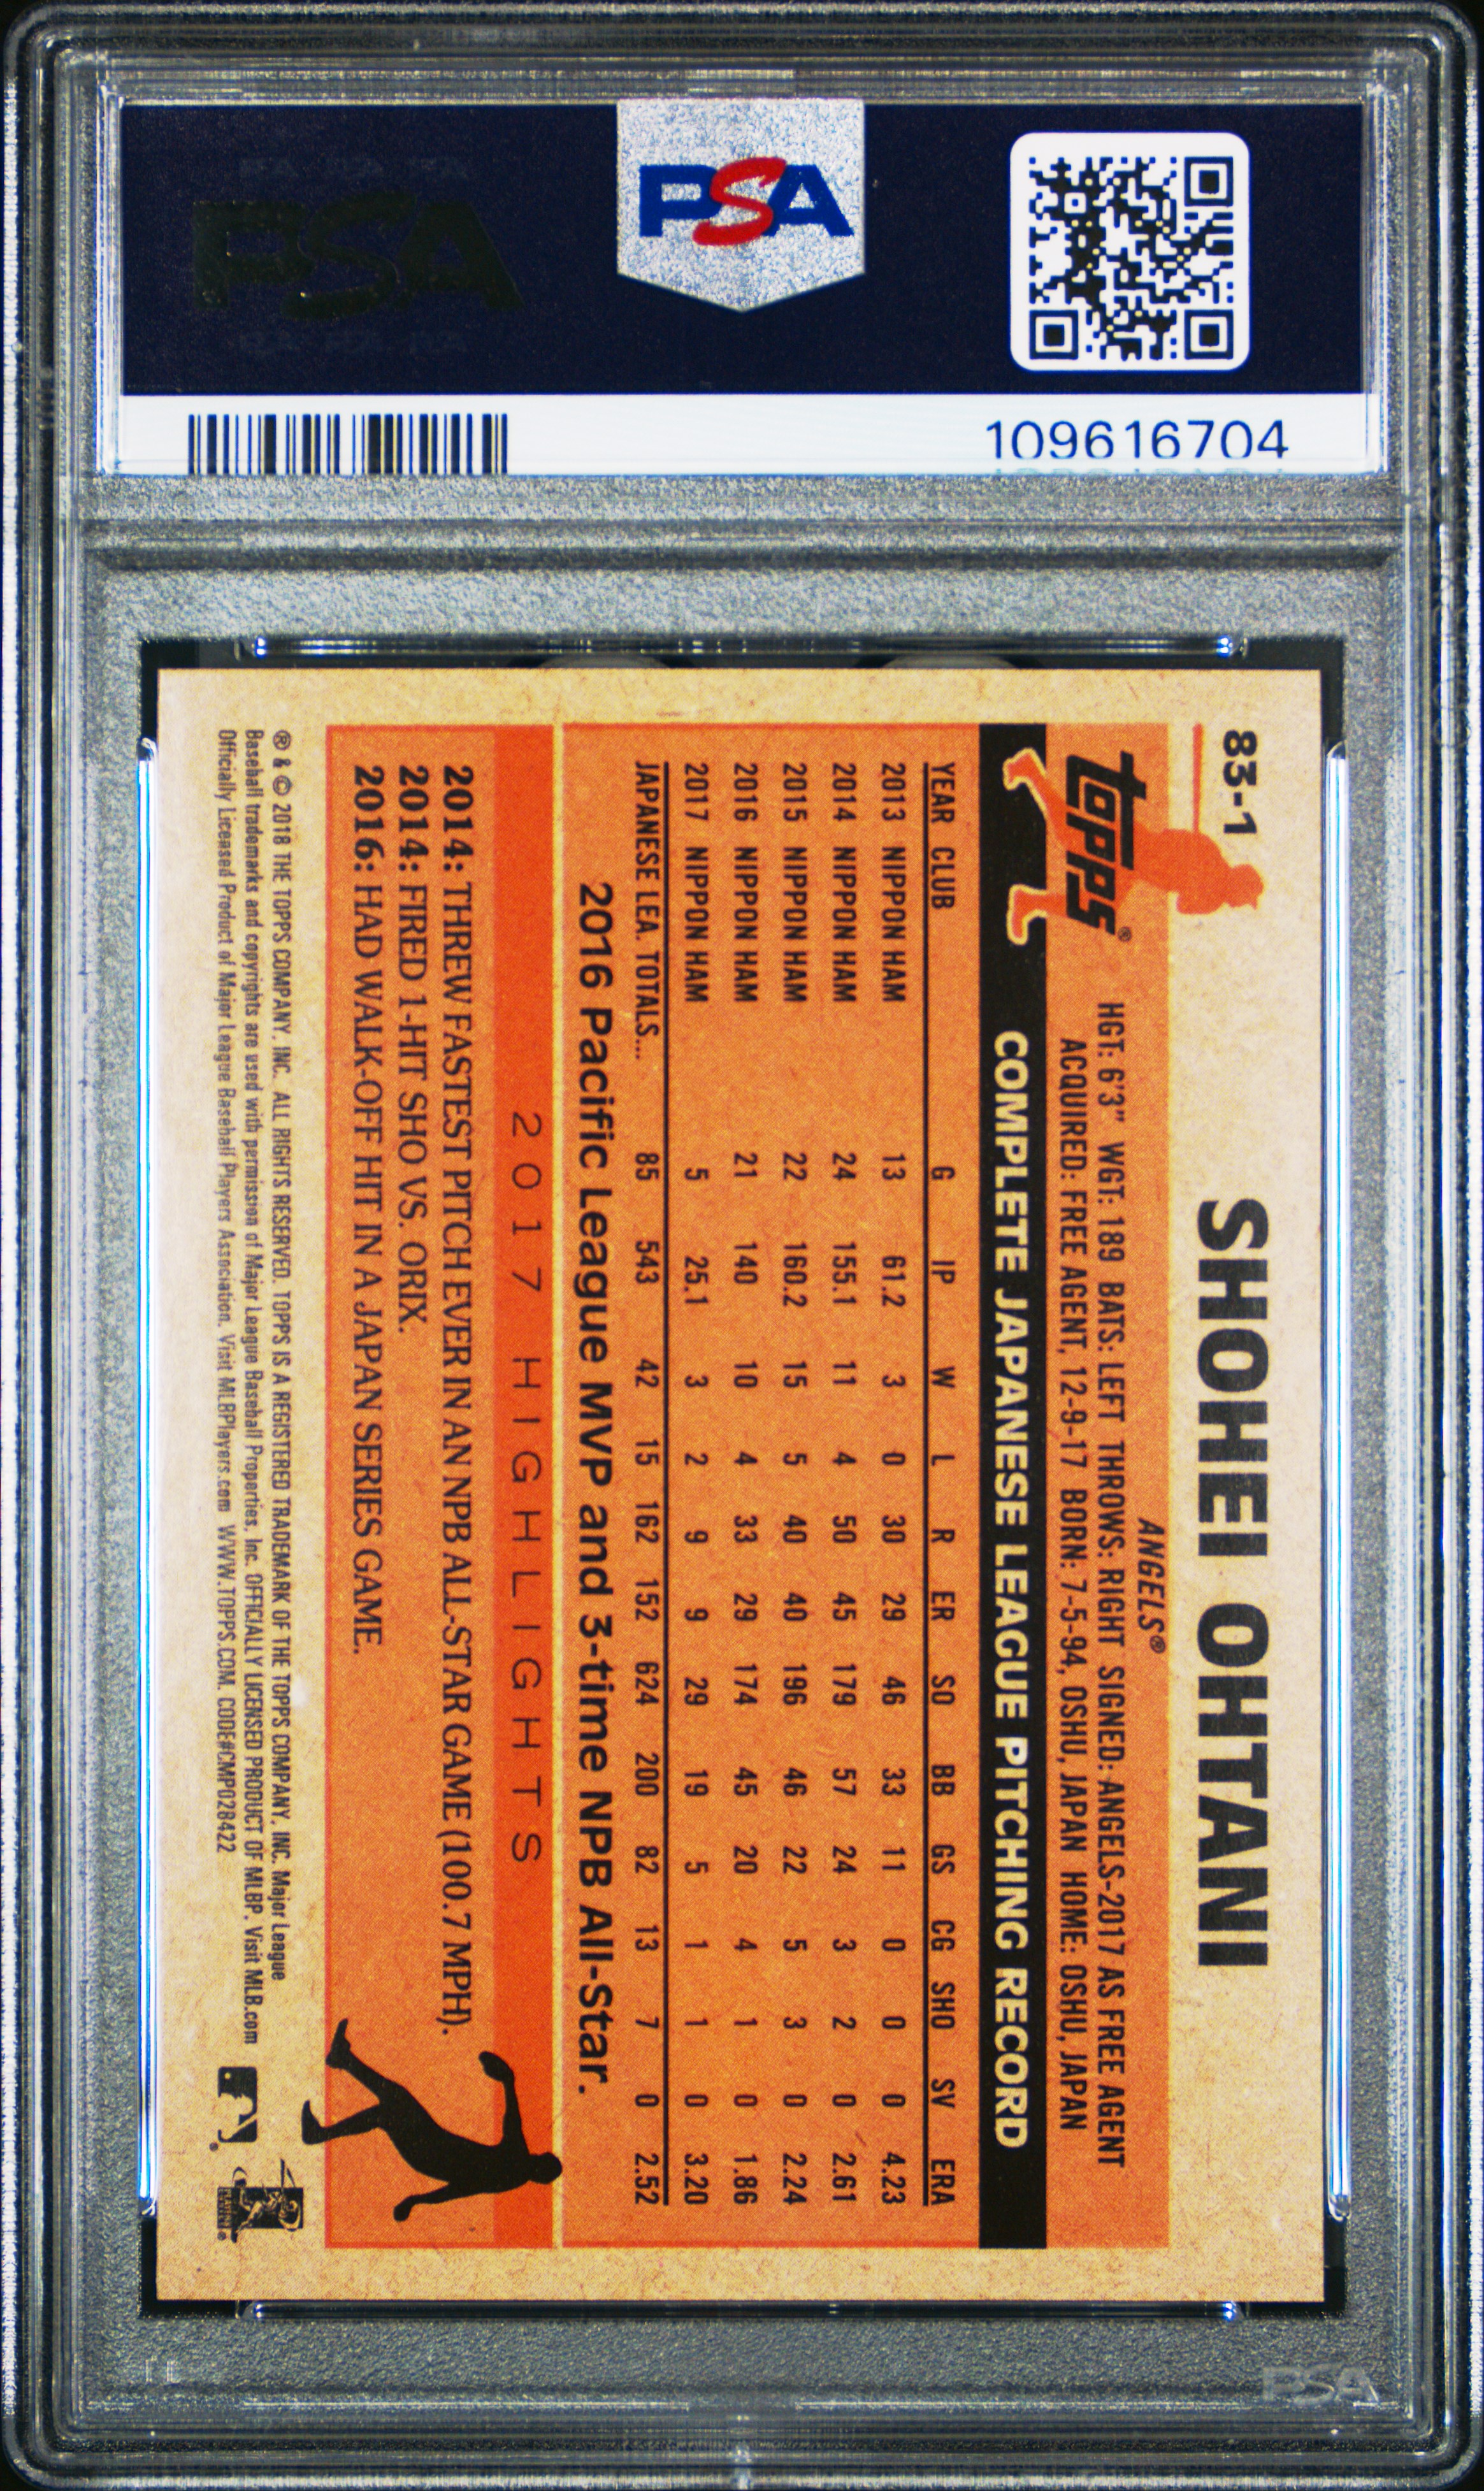 PSA
PSA
109616704
83-1
SHOHEI OHTANI
ANGELS®
topps®
HGT: 6'3" WGT: 189 BATS: LEFT THROWS: RIGHT SIGNED: ANGELS-2017 AS FREE AGENT
ACQUIRED: FREE AGENT, 12-9-17 BORN: 7-5-94, OSHU, JAPAN HOME: OSHU, JAPAN
COMPLETE JAPANESE LEAGUE PITCHING RECORD
YEAR CLUB G IP W L R ER SO BB GS CG SHO SV ERA
2013 NIPPON HAM 13 61.2 3 0 30 29 46 33 11 0 0 0 4.23
2014 NIPPON HAM 24 155.1 11 4 50 45 179 57 24 3 2 0 2.61
2015 NIPPON HAM 22 160.2 15 5 40 40 196 46 22 5 3 0 2.24
2016 NIPPON HAM 21 140 10 4 33 29 174 45 20 4 1 0 1.86
2017 NIPPON HAM 5 25.1 3 2 9 9 29 19 5 1 1 0 3.20
JAPANESE LEA. TOTALS... 85 543 42 15 162 152 624 200 82 13 7 0 2.52
2016 Pacific League MVP and 3-time NPB All-Star.
2017 HIGHLIGHTS
2014: THREW FASTEST PITCH EVER IN AN NPB ALL-STAR GAME (100.7 MPH).
2014: FIRED 1-HIT SHO VS. ORIX.
2016: HAD WALK-OFF HIT IN A JAPAN SERIES GAME.
® & © 2018 THE TOPPS COMPANY, INC. ALL RIGHTS RESERVED. TOPPS IS A REGISTERED TRADEMARK OF THE TOPPS COMPANY, INC. Major League
Baseball trademarks and copyrights are used with permission of Major League Baseball Properties, Inc. OFFICIALLY LICENSED PRODUCT OF MLBP. Visit MLB.com
Officially Licensed Product of Major League Baseball Players Association. Visit MLBPlayers.com WWW.TOPPS.COM. CODE#CMP028422
PSA